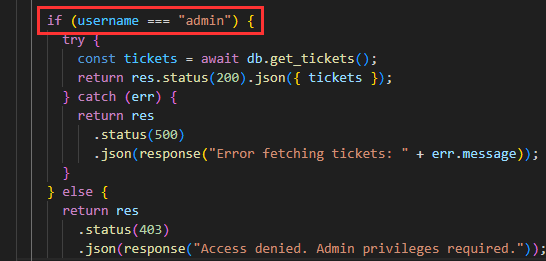 if (username === "admin") {
try {
const tickets = await db.get_tickets();
return res.status(200).json({ tickets });
} catch (err) {
return res
.status(500)
.json(response("Error fetching tickets: " + err.message));
}
} else {
return res
.status(403)
.json(response("Access denied. Admin privileges required."));